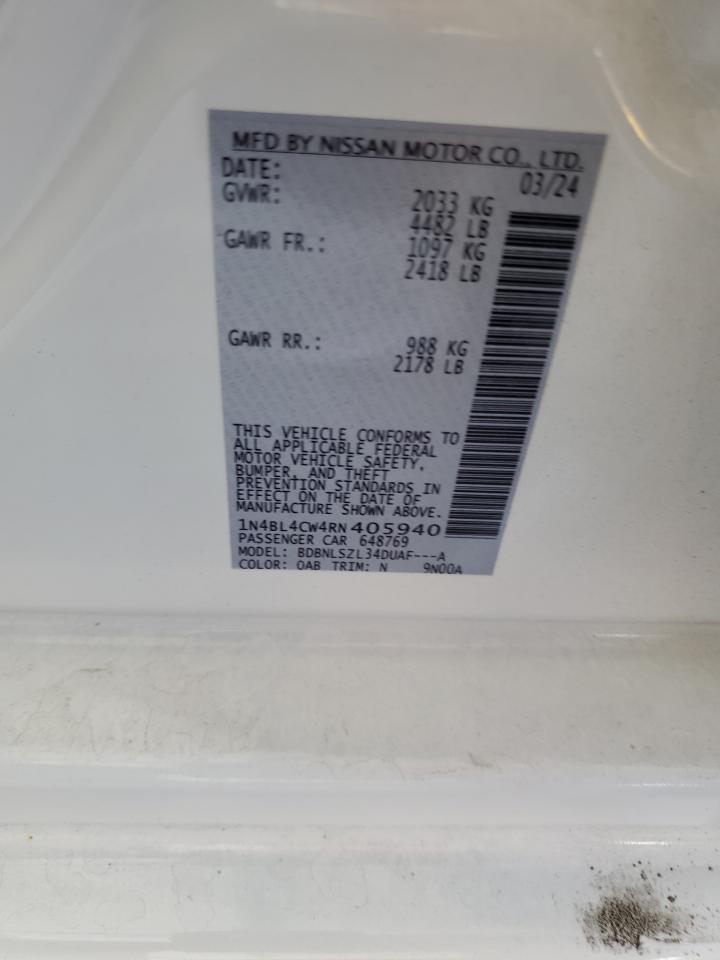 MFD BY NISSAN MOTOR CO., LTD.
DATE: 03/24
GVWR: 2033 KG
4482 LB
GAWR FR.: 1097 KG
2418 LB
GAWR RR.: 988 KG
2178 LB
THIS VEHICLE CONFORMS TO
ALL APPLICABLE FEDERAL
MOTOR VEHICLE SAFETY,
BUMPER, AND THEFT
PREVENTION STANDARDS IN
EFFECT ON THE DATE OF
MANUFACTURE SHOWN ABOVE.
1N4BL4CW4RN405940
PASSENGER CAR 648769
MODEL: BDBNLSZL34DUAF---A
COLOR: QAB TRIM: N 9N00A